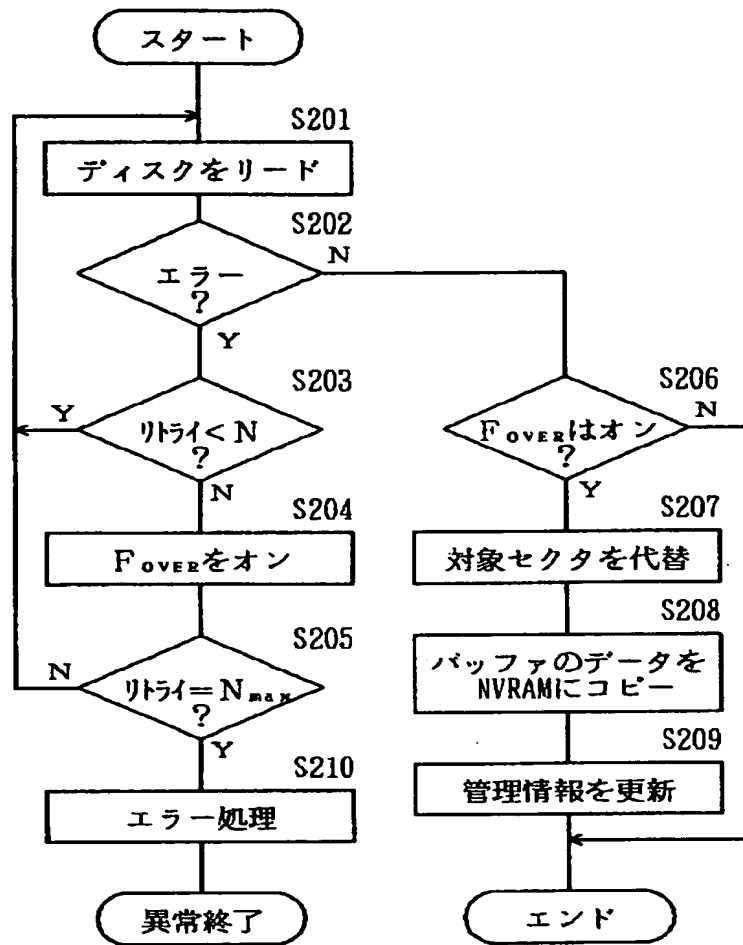 スタート
S201
ディスクをリード
S202
エラー
?
N
Y
S203
リトライ<N
?
Y
N
S204
FOVERをオン
S205
リトライ=Nmax
?
N
Y
S210
エラー処理
異常終了
S206
FOVERはオン
?
N
Y
S207
対象セクタを代替
S208
バッファのデータを
NVRAMにコピー
S209
管理情報を更新
エンド